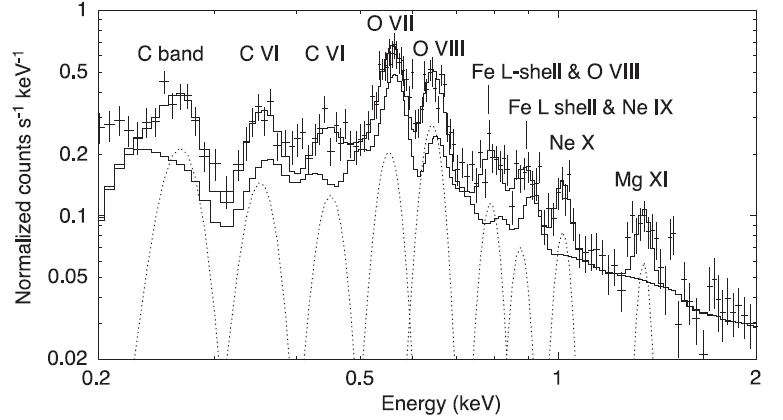 O VII
C band
C VI
C VI
O VIII
Fe L-shell & O VIII
Fe L shell & Ne IX
Ne X
Mg XI
Normalized counts s⁻¹ keV⁻¹
1
0.5
0.2
0.1
0.05
0.02
0.2
0.5
1
2
Energy (keV)